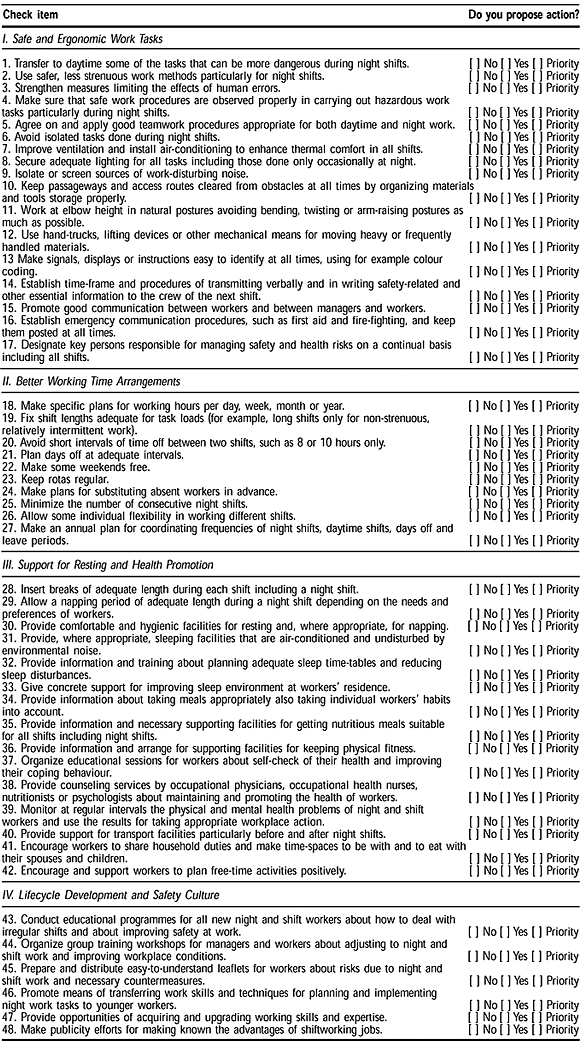 Check item Do you propose action?
I. Safe and Ergonomic Work Tasks
1. Transfer to daytime some of the tasks that can be more dangerous during night shifts. [ ] No [ ] Yes [ ] Priority
2. Use safer, less strenuous work methods particularly for night shifts. [ ] No [ ] Yes [ ] Priority
3. Strengthen measures limiting the effects of human errors. [ ] No [ ] Yes [ ] Priority
4. Make sure that safe work procedures are observed properly in carrying out hazardous work
tasks particularly during night shifts. [ ] No [ ] Yes [ ] Priority
5. Agree on and apply good teamwork procedures appropriate for both daytime and night work. [ ] No [ ] Yes [ ] Priority
6. Avoid isolated tasks done during night shifts. [ ] No [ ] Yes [ ] Priority
7. Improve ventilation and install air-conditioning to enhance thermal comfort in all shifts. [ ] No [ ] Yes [ ] Priority
8. Secure adequate lighting for all tasks including those done only occasionally at night. [ ] No [ ] Yes [ ] Priority
9. Isolate or screen sources of work-disturbing noise. [ ] No [ ] Yes [ ] Priority
10. Keep passageways and access routes cleared from obstacles at all times by organizing materials
and tools storage properly. [ ] No [ ] Yes [ ] Priority
11. Work at elbow height in natural postures avoiding bending, twisting or arm-raising postures as
much as possible. [ ] No [ ] Yes [ ] Priority
12. Use hand-trucks, lifting devices or other mechanical means for moving heavy or frequently
handled materials. [ ] No [ ] Yes [ ] Priority
13 Make signals, displays or instructions easy to identify at all times, using for example colour
coding. [ ] No [ ] Yes [ ] Priority
14. Establish time-frame and procedures of transmitting verbally and in writing safety-related and
other essential information to the crew of the next shift. [ ] No [ ] Yes [ ] Priority
15. Promote good communication between workers and between managers and workers. [ ] No [ ] Yes [ ] Priority
16. Establish emergency communication procedures, such as first aid and fire-fighting, and keep
them posted at all times. [ ] No [ ] Yes [ ] Priority
17. Designate key persons responsible for managing safety and health risks on a continual basis
including all shifts. [ ] No [ ] Yes [ ] Priority
II. Better Working Time Arrangements
18. Make specific plans for working hours per day, week, month or year. [ ] No [ ] Yes [ ] Priority
19. Fix shift lengths adequate for task loads (for example, long shifts only for non-strenuous,
relatively intermittent work). [ ] No [ ] Yes [ ] Priority
20. Avoid short intervals of time off between two shifts, such as 8 or 10 hours only. [ ] No [ ] Yes [ ] Priority
21. Plan days off at adequate intervals. [ ] No [ ] Yes [ ] Priority
22. Make some weekends free. [ ] No [ ] Yes [ ] Priority
23. Keep rotas regular. [ ] No [ ] Yes [ ] Priority
24. Make plans for substituting absent workers in advance. [ ] No [ ] Yes [ ] Priority
25. Minimize the number of consecutive night shifts. [ ] No [ ] Yes [ ] Priority
26. Allow some individual flexibility in working different shifts. [ ] No [ ] Yes [ ] Priority
27. Make an annual plan for coordinating frequencies of night shifts, daytime shifts, days off and
leave periods. [ ] No [ ] Yes [ ] Priority
III. Support for Resting and Health Promotion
28. Insert breaks of adequate length during each shift including a night shift. [ ] No [ ] Yes [ ] Priority
29. Allow a napping period of adequate length during a night shift depending on the needs and
preferences of workers. [ ] No [ ] Yes [ ] Priority
30. Provide comfortable and hygienic facilities for resting and, where appropriate, for napping. [ ] No [ ] Yes [ ] Priority
31. Provide, where appropriate, sleeping facilities that are air-conditioned and undisturbed by
environmental noise. [ ] No [ ] Yes [ ] Priority
32. Provide information and training about planning adequate sleep time-tables and reducing
sleep disturbances. [ ] No [ ] Yes [ ] Priority
33. Give concrete support for improving sleep environment at workers' residence. [ ] No [ ] Yes [ ] Priority
34. Provide information about taking meals appropriately also taking individual workers' habits
into account. [ ] No [ ] Yes [ ] Priority
35. Provide information and necessary supporting facilities for getting nutritious meals suitable
for all shifts including night shifts. [ ] No [ ] Yes [ ] Priority
36. Provide information and arrange for supporting facilities for keeping physical fitness. [ ] No [ ] Yes [ ] Priority
37. Organize educational sessions for workers about self-check of their health and improving
their coping behaviour. [ ] No [ ] Yes [ ] Priority
38. Provide counseling services by occupational physicians, occupational health nurses,
nutritionists or psychologists about maintaining and promoting the health of workers. [ ] No [ ] Yes [ ] Priority
39. Monitor at regular intervals the physical and mental health problems of night and shift
workers and use the results for taking appropriate workplace action. [ ] No [ ] Yes [ ] Priority
40. Provide support for transport facilities particularly before and after night shifts. [ ] No [ ] Yes [ ] Priority
41. Encourage workers to share household duties and make time-spaces to be with and to eat with
their spouses and children. [ ] No [ ] Yes [ ] Priority
42. Encourage and support workers to plan free-time activities positively. [ ] No [ ] Yes [ ] Priority
IV. Lifecycle Development and Safety Culture
43. Conduct educational programmes for all new night and shift workers about how to deal with
irregular shifts and about improving safety at work. [ ] No [ ] Yes [ ] Priority
44. Organize group training workshops for managers and workers about adjusting to night and
shift work and improving workplace conditions. [ ] No [ ] Yes [ ] Priority
45. Prepare and distribute easy-to-understand leaflets for workers about risks due to night and
shift work and necessary countermeasures. [ ] No [ ] Yes [ ] Priority
46. Promote means of transferring work skills and techniques for planning and implementing
night work tasks to younger workers. [ ] No [ ] Yes [ ] Priority
47. Provide opportunities of acquiring and upgrading working skills and expertise. [ ] No [ ] Yes [ ] Priority
48. Make publicity efforts for making known the advantages of shiftworking jobs. [ ] No [ ] Yes [ ] Priority